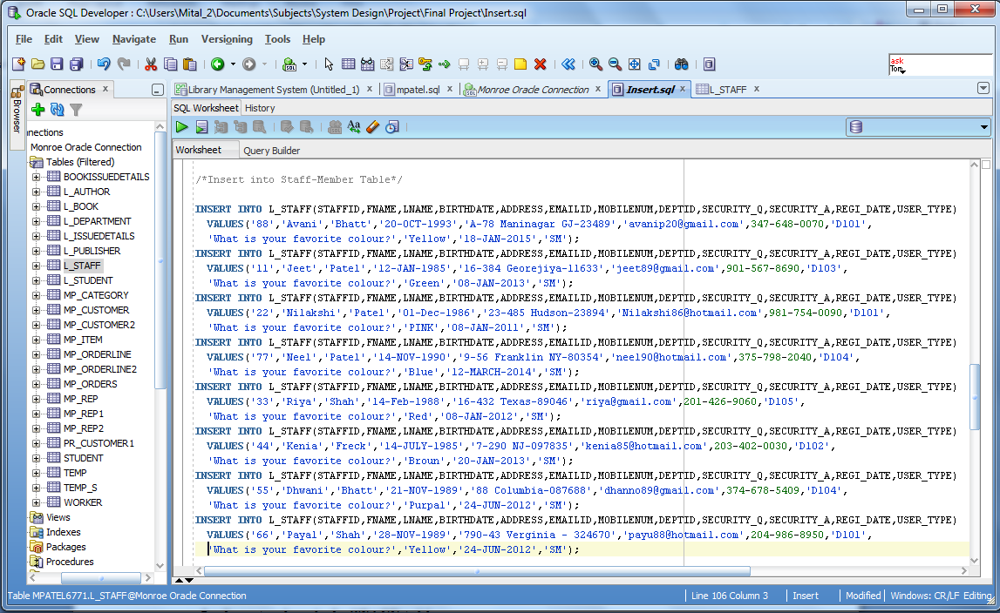 Oracle SQL Developer : C:\Users\Mital_2\Documents\Subjects\System Design\Project\Final Project\Insert.sql
File Edit View Navigate Run Versioning Tools Help
ask
Tom
Browser
Connections
Library Management System (Untitled_1) mpatel.sql Monroe Oracle Connection Insert.sql L_STAFF
SQL Worksheet History
Worksheet Query Builder
nnections
Monroe Oracle Connection
Tables (Filtered)
BOOKISSUEDETAILS
L_AUTHOR
L_BOOK
L_DEPARTMENT
L_ISSUEDETAILS
L_PUBLISHER
L_STAFF
L_STUDENT
MP_CATEGORY
MP_CUSTOMER
MP_CUSTOMER2
MP_ITEM
MP_ORDERLINE
MP_ORDERLINE2
MP_ORDERS
MP_REP
MP_REP1
MP_REP2
PR_CUSTOMER1
STUDENT
TEMP
TEMP_S
WORKER
Views
Indexes
Packages
Procedures
/*Insert into Staff-Member Table*/
INSERT INTO L_STAFF(STAFFID,FNAME,LNAME,BIRTHDATE,ADDRESS,EMAILID,MOBILENUM,DEPTID,SECURITY_Q,SECURITY_A,REGI_DATE,USER_TYPE)
VALUES('88','Avani','Bhatt','20-OCT-1993','A-78 Maninagar GJ-23489','avanip20@gmail.com',347-648-0070,'D101',
'What is your favorite colour?','Yellow','18-JAN-2015','SM');
INSERT INTO L_STAFF(STAFFID,FNAME,LNAME,BIRTHDATE,ADDRESS,EMAILID,MOBILENUM,DEPTID,SECURITY_Q,SECURITY_A,REGI_DATE,USER_TYPE)
VALUES('11','Jeet','Patel','12-JAN-1985','16-384 Georejiya-11633','jeet89@gmail.com',901-567-8690,'D103',
'What is your favorite colour?','Green','08-JAN-2013','SM');
INSERT INTO L_STAFF(STAFFID,FNAME,LNAME,BIRTHDATE,ADDRESS,EMAILID,MOBILENUM,DEPTID,SECURITY_Q,SECURITY_A,REGI_DATE,USER_TYPE)
VALUES('22','Nilakshi','Patel','01-Dec-1986','23-485 Hudson-23894','Nilakshi86@hotmail.com',981-754-0090,'D101',
'What is your favorite colour?','PINK','08-JAN-2011','SM');
INSERT INTO L_STAFF(STAFFID,FNAME,LNAME,BIRTHDATE,ADDRESS,EMAILID,MOBILENUM,DEPTID,SECURITY_Q,SECURITY_A,REGI_DATE,USER_TYPE)
VALUES('77','Neel','Patel','14-NOV-1990','9-56 Franklin NY-80354','neel90@hotmail.com',375-798-2040,'D104',
'What is your favorite colour?','Blue','12-MARCH-2014','SM');
INSERT INTO L_STAFF(STAFFID,FNAME,LNAME,BIRTHDATE,ADDRESS,EMAILID,MOBILENUM,DEPTID,SECURITY_Q,SECURITY_A,REGI_DATE,USER_TYPE)
VALUES('33','Riya','Shah','14-Feb-1988','16-432 Texas-89046','riya@gmail.com',201-426-9060,'D105',
'What is your favorite colour?','Red','08-JAN-2012','SM');
INSERT INTO L_STAFF(STAFFID,FNAME,LNAME,BIRTHDATE,ADDRESS,EMAILID,MOBILENUM,DEPTID,SECURITY_Q,SECURITY_A,REGI_DATE,USER_TYPE)
VALUES('44','Kenia','Freck','14-JULY-1985','7-290 NJ-097835','kenia85@hotmail.com',203-402-0030,'D102',
'What is your favorite colour?','Broun','20-JAN-2013','SM');
INSERT INTO L_STAFF(STAFFID,FNAME,LNAME,BIRTHDATE,ADDRESS,EMAILID,MOBILENUM,DEPTID,SECURITY_Q,SECURITY_A,REGI_DATE,USER_TYPE)
VALUES('55','Dhwani','Bhatt','21-NOV-1989','88 Columbia-087688','dhanno89@gmail.com',374-678-5409,'D104',
'What is your favorite colour?','Purpal','24-JUN-2012','SM');
INSERT INTO L_STAFF(STAFFID,FNAME,LNAME,BIRTHDATE,ADDRESS,EMAILID,MOBILENUM,DEPTID,SECURITY_Q,SECURITY_A,REGI_DATE,USER_TYPE)
VALUES('66','Payal','Shah','28-NOV-1989','790-43 Verginia - 324670','payu88@hotmail.com',204-986-8950,'D101',
'What is your favorite colour?','Yellow','24-JUN-2012','SM');
Table MPATEL6771.L_STAFF@Monroe Oracle Connection Line 106 Column 3 Insert Modified Windows: CR/LF Editing